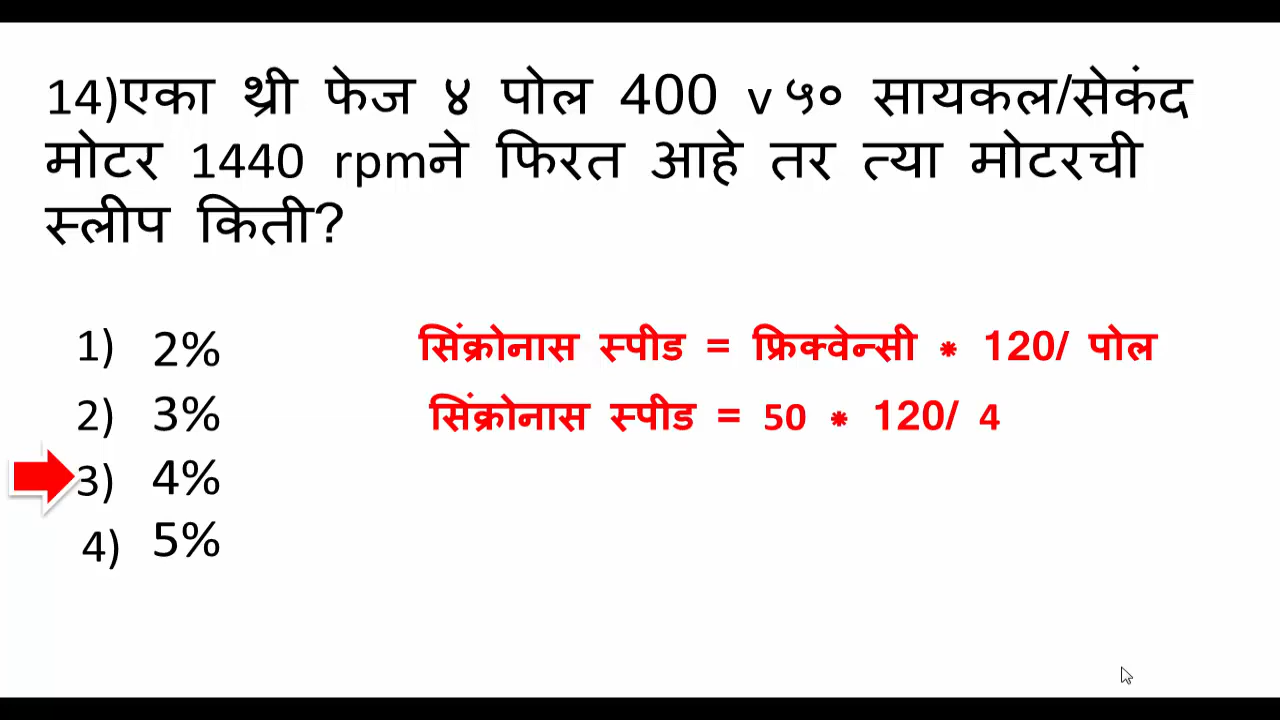 14)एका थ्री फेज ४ पोल 400 v ५० सायकल/सेकंद
मोटर 1440 rpmने फिरत आहे तर त्या मोटरची
स्लीप किती?
1) 2%
सिंक्रोनास स्पीड = फ्रिक्वेन्सी * 120/ पोल
2) 3%
सिंक्रोनास स्पीड = 50 * 120/ 4
3) 4%
4) 5%